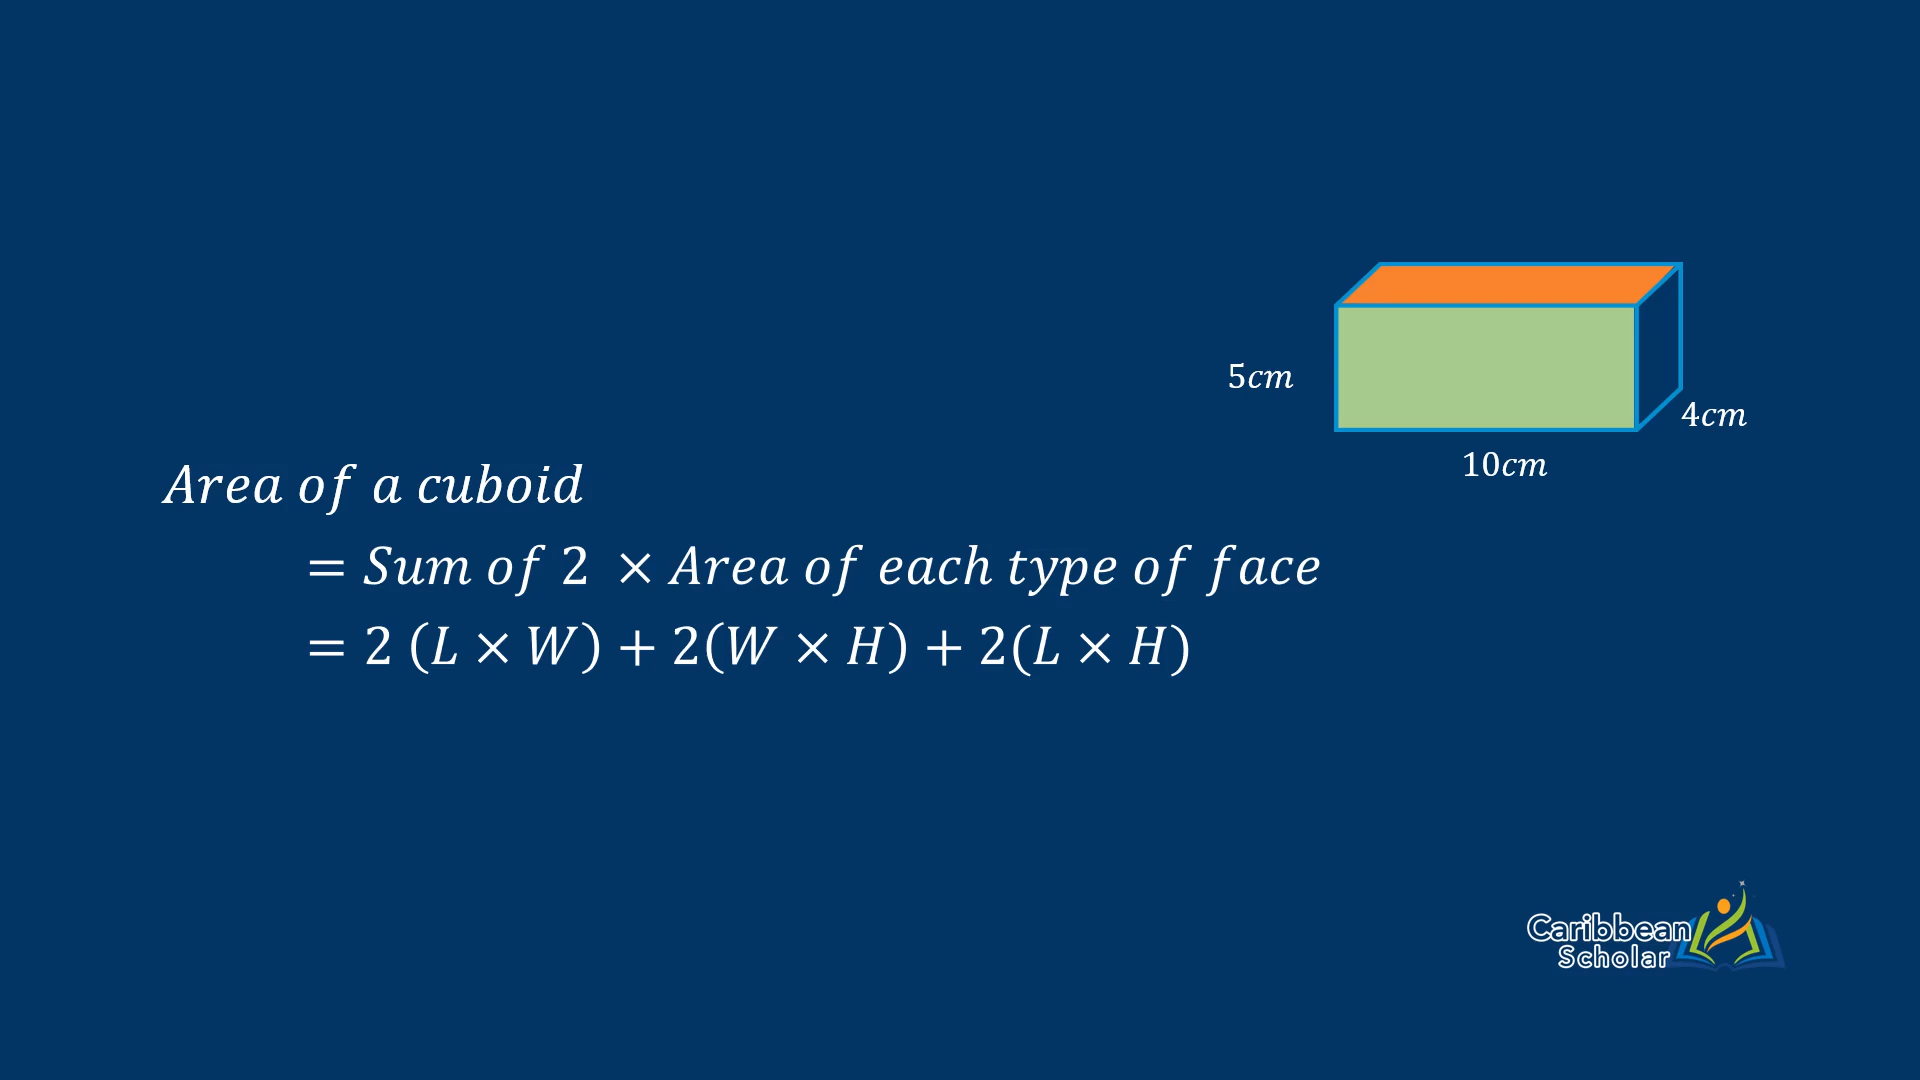 5cm
4cm
10cm
Area of a cuboid
= Sum of 2 × Area of each type of face
= 2 (L × W) + 2(W × H) + 2(L × H)
Caribbean
Scholar